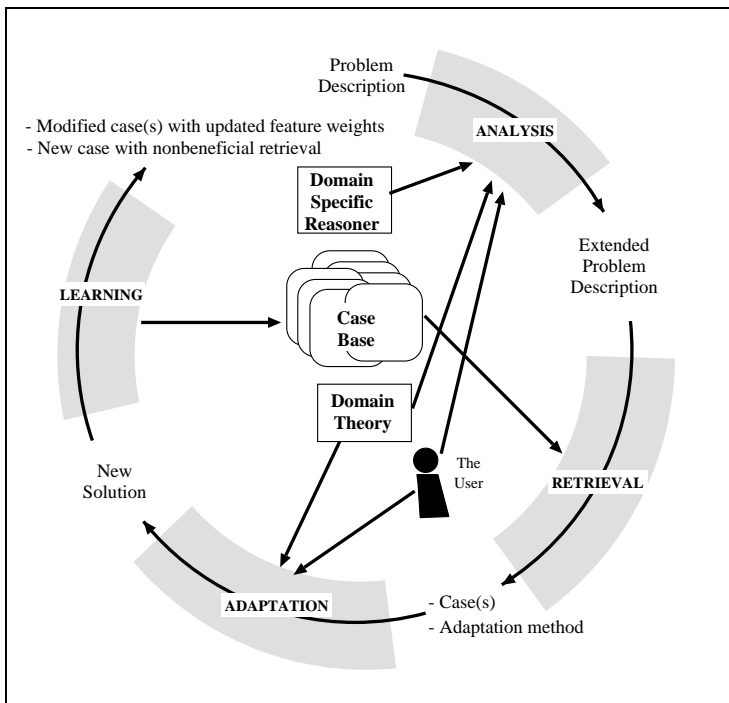 Problem
Description
ANALYSIS
- Modified case(s) with updated feature weights
- New case with nonbeneficial retrieval
Domain
Specific
Reasoner
Extended
Problem
Description
LEARNING
Case
Base
Domain
Theory
The
User
New
Solution
RETRIEVAL
ADAPTATION
- Case(s)
- Adaptation method